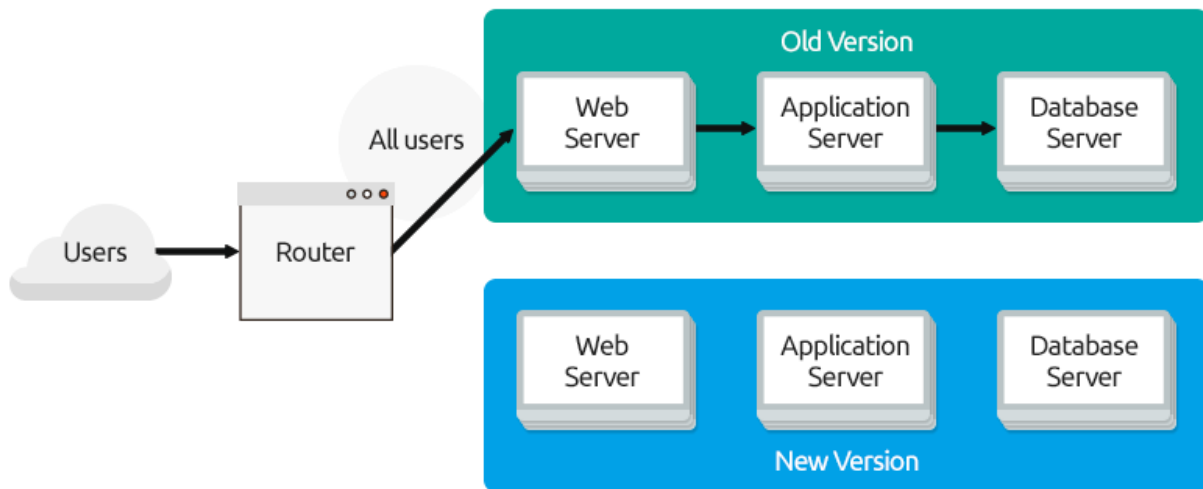 Old Version
Web
Server
Application
Server
Database
Server
All users
Users
Router
Web
Server
Application
Server
Database
Server
New Version